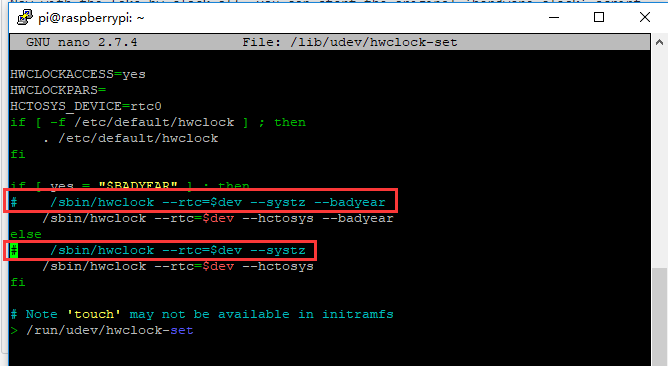 pi@raspberrypi: ~
GNU nano 2.7.4 File: /lib/udev/hwclock-set
HWCLOCKACCESS=yes
HWCLOCKPARS=
HCTOSYS_DEVICE=rtc0
if [ -f /etc/default/hwclock ] ; then
. /etc/default/hwclock
fi
if [ yes = "$BADYEAR" ] ; then
# /sbin/hwclock --rtc=$dev --systz --badyear
/sbin/hwclock --rtc=$dev --hctosys --badyear
else
# /sbin/hwclock --rtc=$dev --systz
/sbin/hwclock --rtc=$dev --hctosys
fi
# Note 'touch' may not be available in initramfs
> /run/udev/hwclock-set